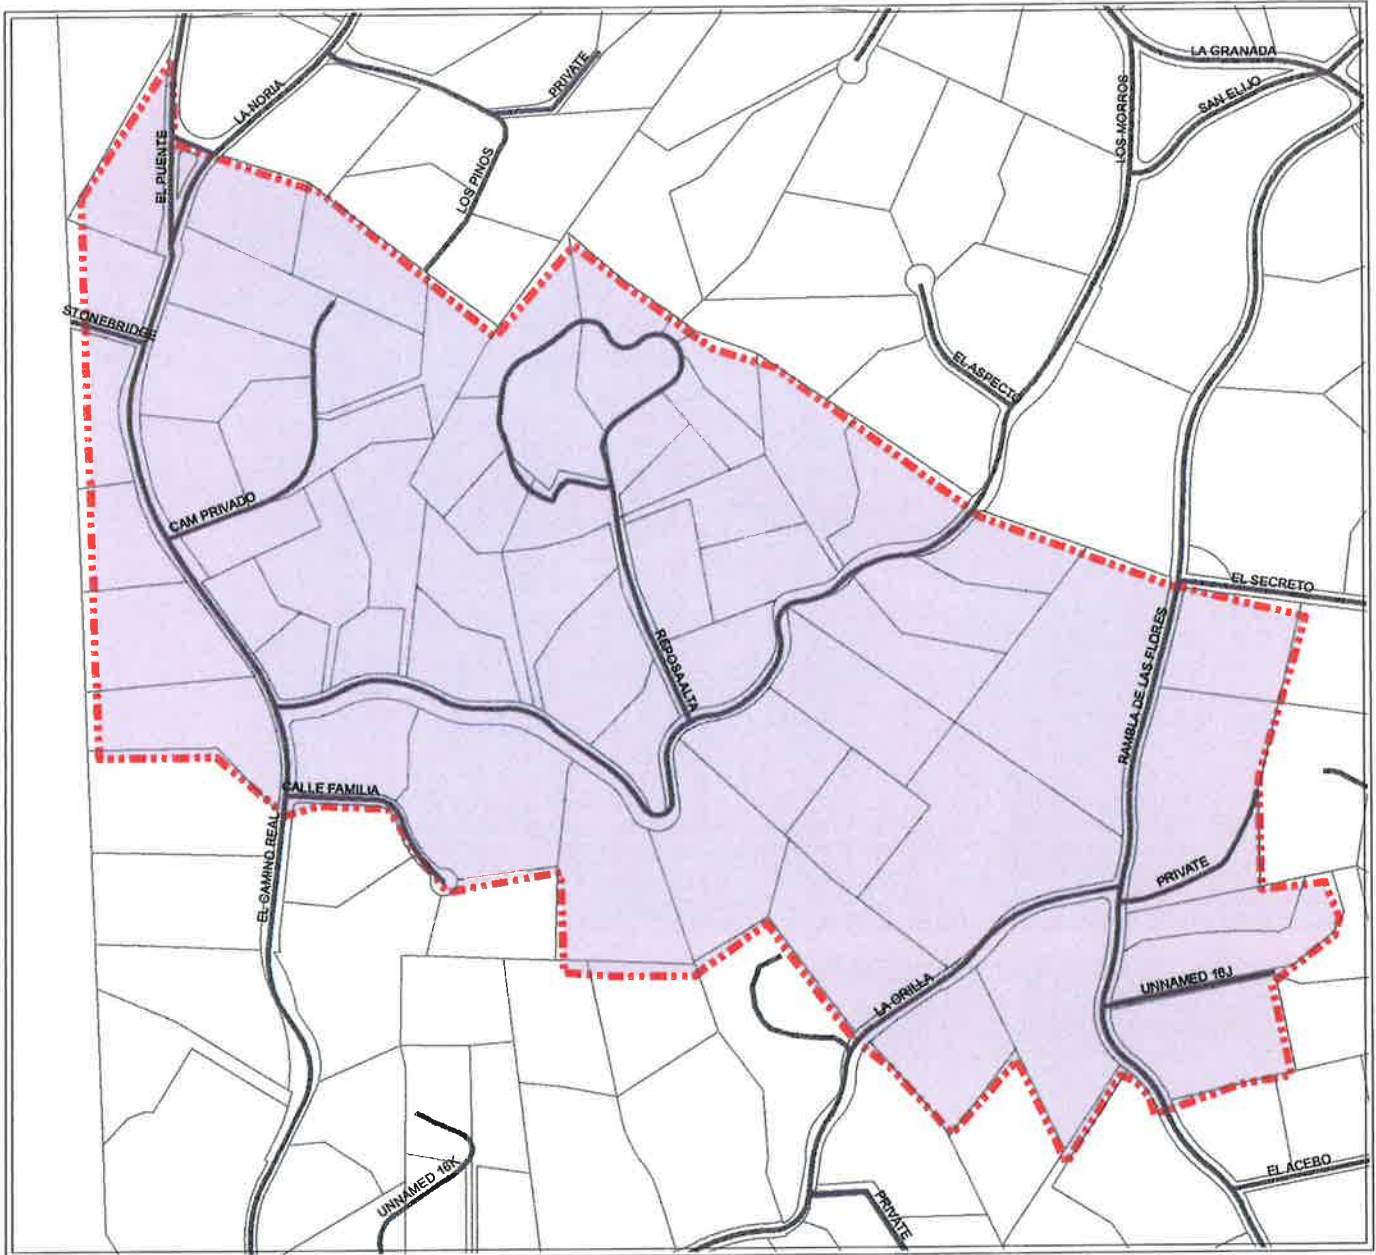 LA GRANADA
PRIVATE
LA NORIA
SAN ELIJO
LOS MORROS
EL PUENTE
LOS PINOS
STONEBRIDGE
EL ASPECTO
CAM PRIVADO
EL SECRETO
REPOSA ALTA
RAMBLA DE LAS FLORES
CALLE FAMILIA
EL CAMINO REAL
PRIVATE
LA ORILLA
UNNAMED 16J
UNNAMED 16K
EL ACEBO
PRIVATE